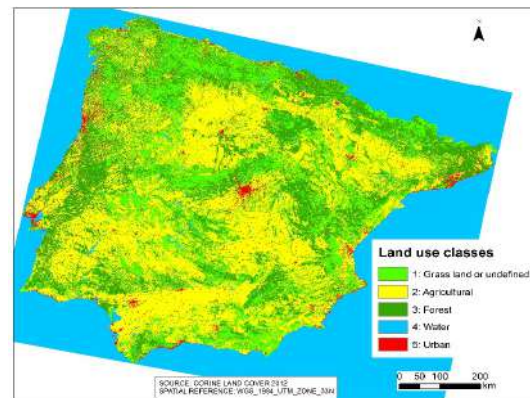 N
Land use classes
1: Grass land or undefined
2: Agricultural
3: Forest
4: Water
5: Urban
0 50 100 200
km
SOURCE: CORINE LAND COVER 2012
SPATIAL REFERENCE: WGS_1984_UTM_ZONE_30N